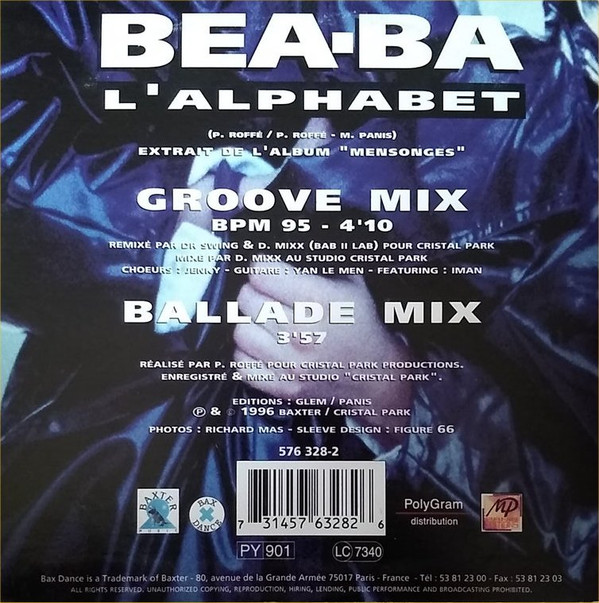 BEA•BA
L'ALPHABET
(P. ROFFÉ / P. ROFFÉ - M. PANIS)
EXTRAIT DE L'ALBUM "MENSONGES"
GROOVE MIX
BPM 95 - 4'10
REMIXÉ PAR DR SWING & D. MIXX (BAB II LAB) POUR CRISTAL PARK
MIXÉ PAR D. MIXX AU STUDIO CRISTAL PARK
CHOEURS : JENKY - GUITARE : YAN LE MEN - FEATURING : IMAN
BALLADE MIX
3'57
RÉALISÉ PAR P. ROFFÉ POUR CRISTAL PARK PRODUCTIONS.
ENREGISTRÉ & MIXÉ AU STUDIO "CRISTAL PARK".
EDITIONS : GLEM / PANIS
℗ & © 1996 BAXTER / CRISTAL PARK
PHOTOS : RICHARD MAS - SLEEVE DESIGN : FIGURE 66
576 328-2
BAXTER
MUSIC
BAX
DANCE
7 31457 63282 6
PolyGram
distribution
MP
PY 901
LC 7340
Bax Dance is a Trademark of Baxter - 80, avenue de la Grande Armée 75017 Paris - France - Tél : 53 81 23 00 - Fax : 53 81 23 03
ALL RIGHTS RESERVED. UNAUTHORIZED COPYING, REPRODUCTION, HIRING, LENDING, PUBLIC PERFORMANCE AND BROADCASTING PROHIBITED.